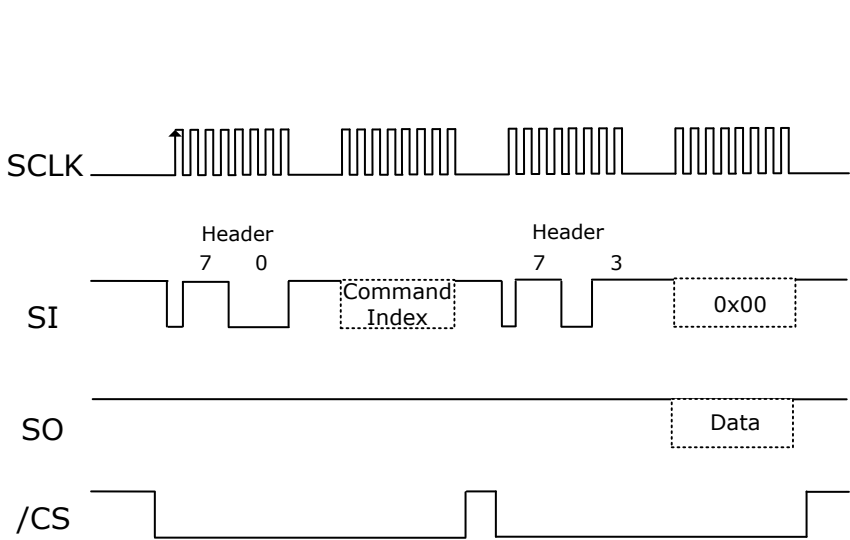 SCLK
Header
7 0
Header
7 3
SI
Command
Index
0x00
SO
Data
/CS